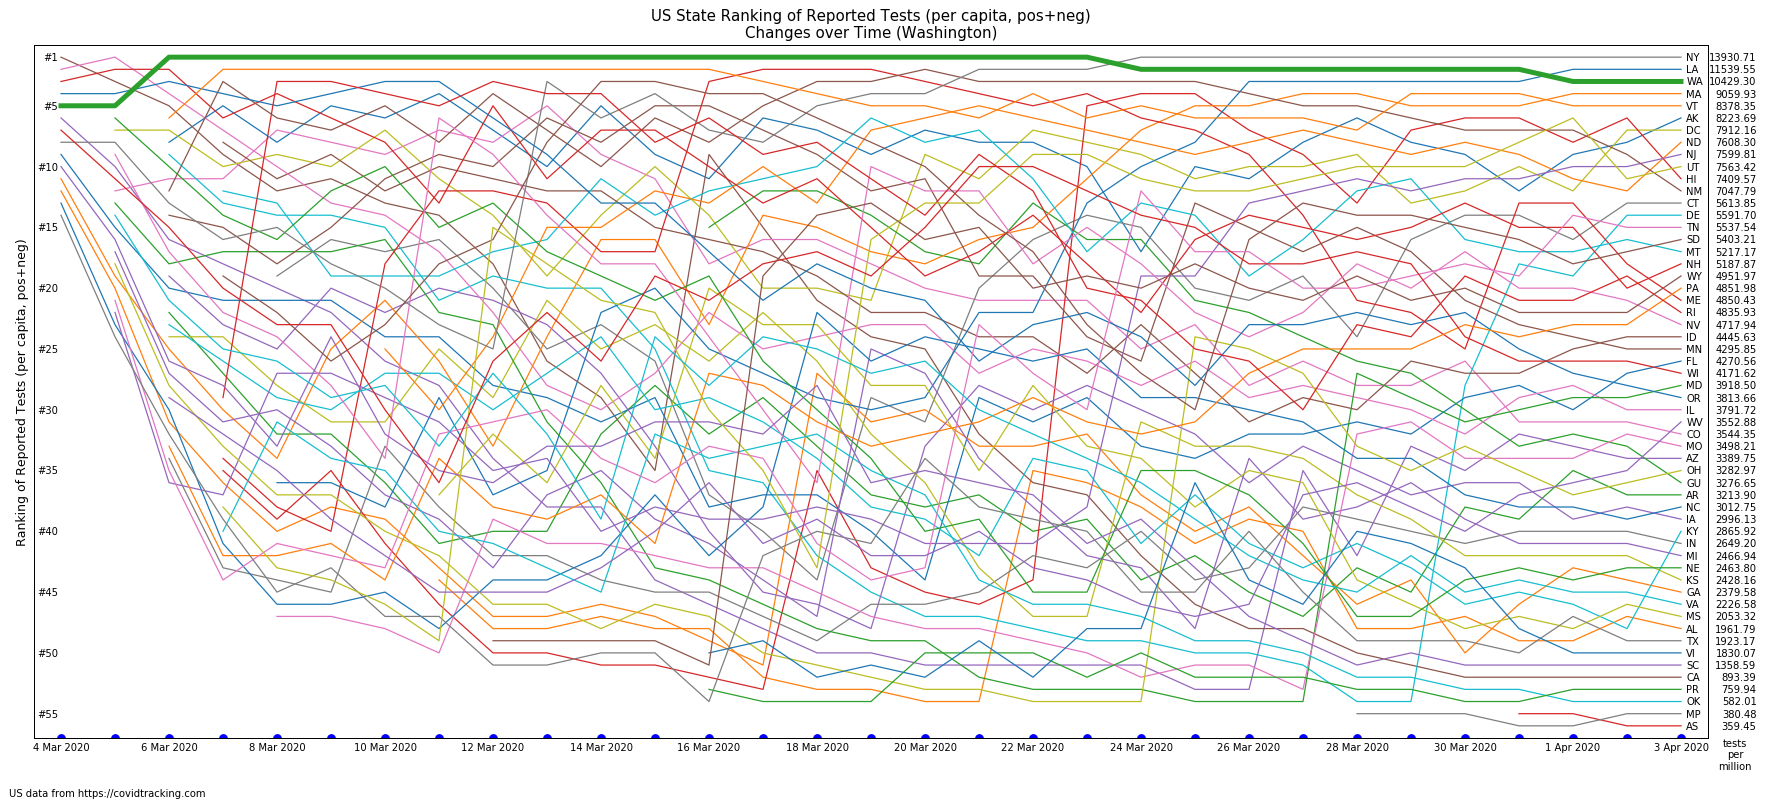 US State Ranking of Reported Tests (per capita, pos+neg)
Changes over Time (Washington)
Ranking of Reported Tests (per capita, pos+neg)
#1
#5
#10
#15
#20
#25
#30
#35
#40
#45
#50
#55
NY 13930.71
LA 11539.55
WA 10429.30
MA 9059.93
VT 8378.35
AK 8223.69
DC 7912.16
ND 7608.30
NJ 7599.81
UT 7563.42
HI 7409.57
NM 7047.79
CT 5613.85
DE 5591.70
TN 5537.54
SD 5403.21
MT 5217.17
NH 5187.87
WY 4951.97
PA 4851.98
ME 4850.43
RI 4835.93
NV 4717.94
ID 4445.63
MN 4295.85
FL 4270.56
WI 4171.62
MD 3918.50
OR 3813.66
IL 3791.72
WV 3552.88
CO 3544.35
MO 3498.21
AZ 3389.75
OH 3282.97
GU 3276.65
AR 3213.90
NC 3012.75
IA 2996.13
KY 2865.92
IN 2649.20
MI 2466.94
NE 2463.80
KS 2428.16
GA 2379.58
VA 2226.58
MS 2053.32
AL 1961.79
TX 1923.17
VI 1830.07
SC 1358.59
CA 893.39
PR 759.94
OK 582.01
MP 380.48
AS 359.45
4 Mar 2020
6 Mar 2020
8 Mar 2020
10 Mar 2020
12 Mar 2020
14 Mar 2020
16 Mar 2020
18 Mar 2020
20 Mar 2020
22 Mar 2020
24 Mar 2020
26 Mar 2020
28 Mar 2020
30 Mar 2020
1 Apr 2020
3 Apr 2020
tests
per
million
US data from https://covidtracking.com